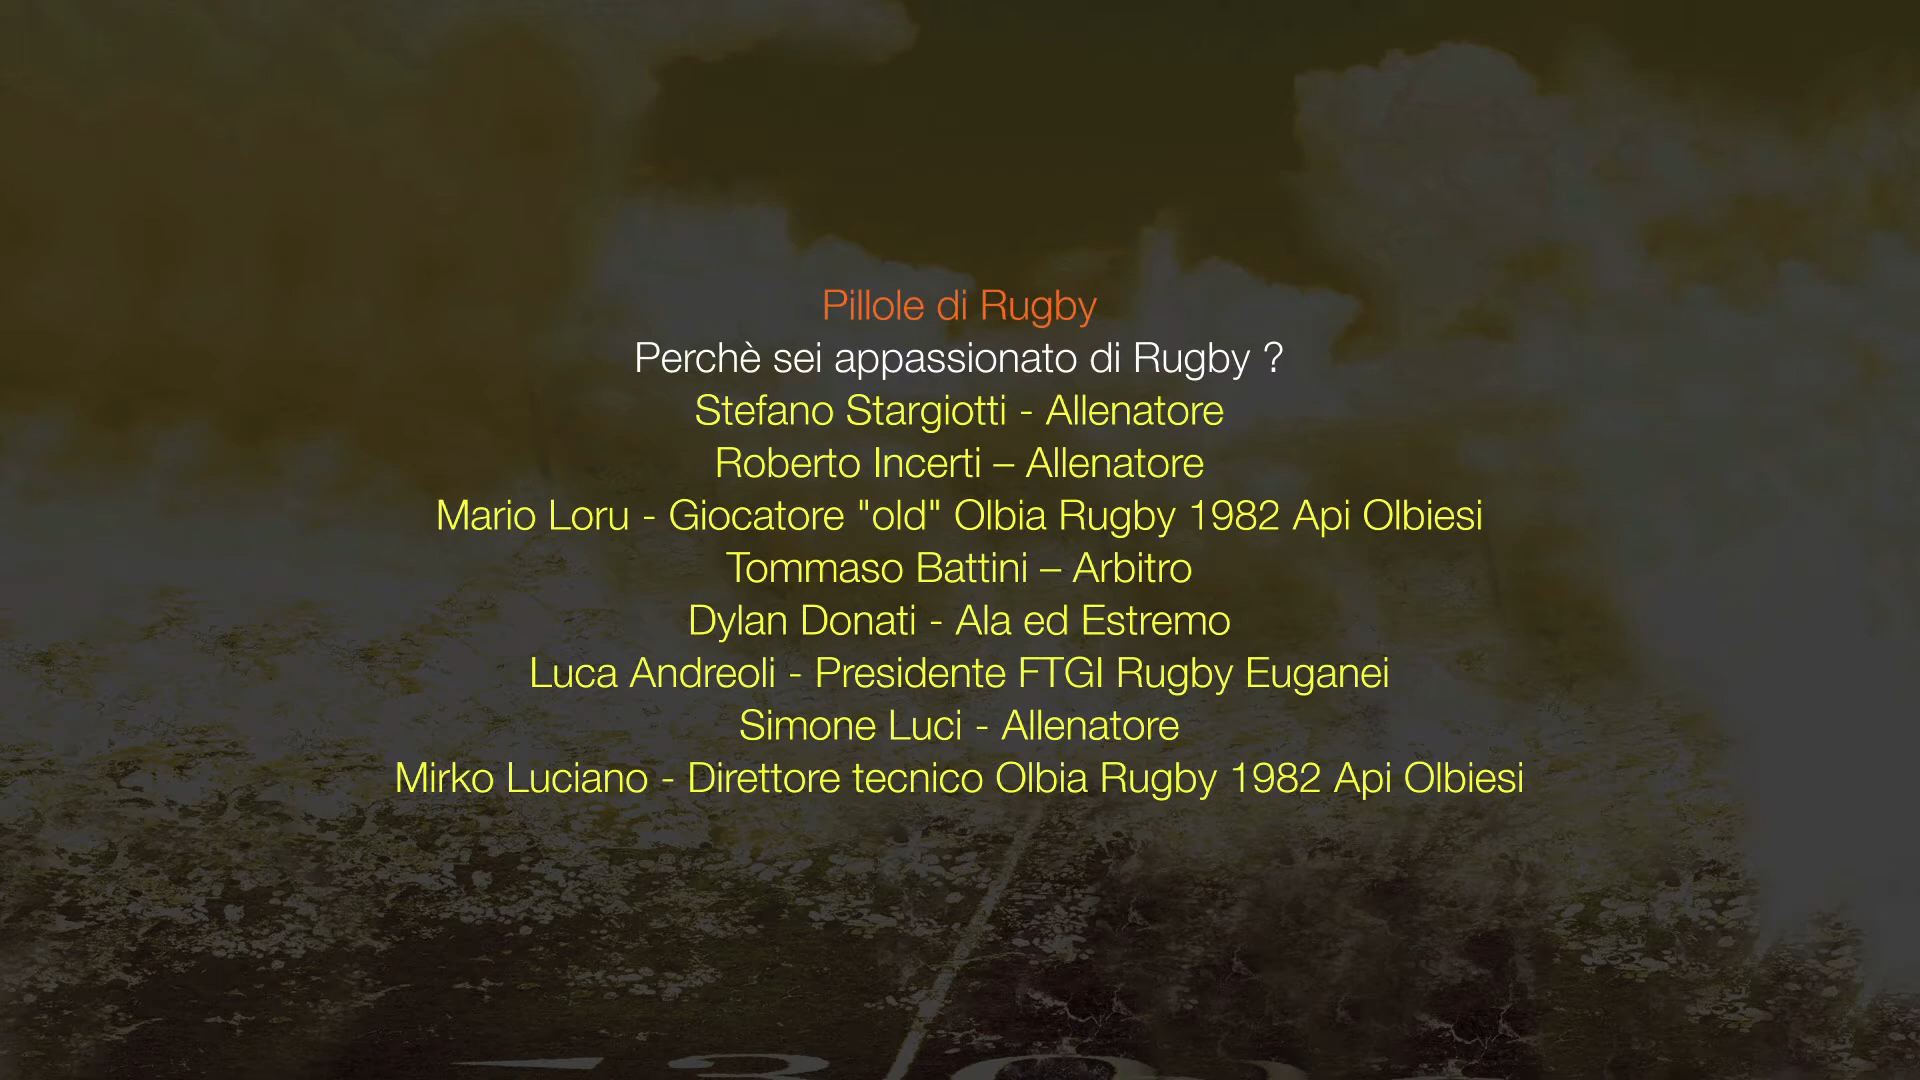 Pillole di Rugby
Perchè sei appassionato di Rugby ?
Stefano Stargiotti - Allenatore
Roberto Incerti – Allenatore
Mario Loru - Giocatore "old" Olbia Rugby 1982 Api Olbiesi
Tommaso Battini – Arbitro
Dylan Donati - Ala ed Estremo
Luca Andreoli - Presidente FTGI Rugby Euganei
Simone Luci - Allenatore
Mirko Luciano - Direttore tecnico Olbia Rugby 1982 Api Olbiesi